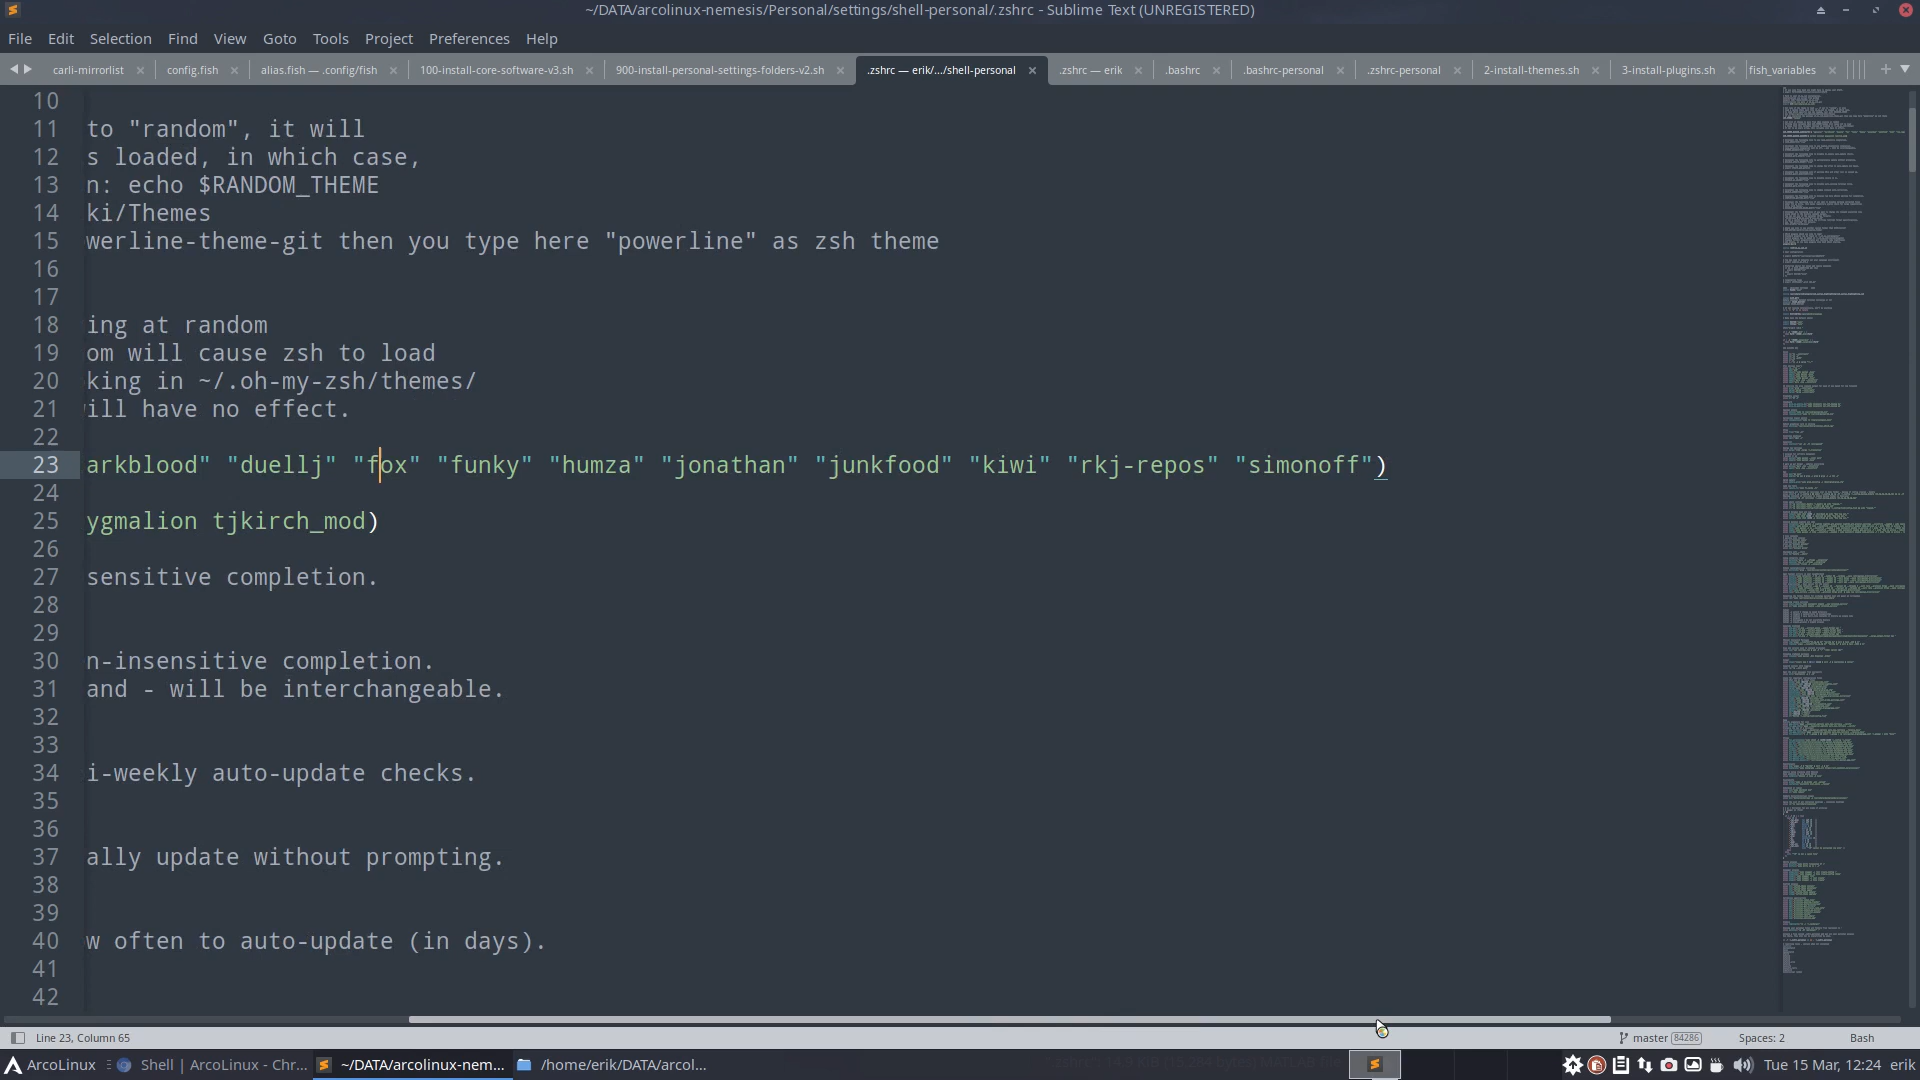 ~/DATA/arcolinux-nemesis/Personal/settings/shell-personal/.zshrc - Sublime Text (UNREGISTERED)
File Edit Selection Find View Goto Tools Project Preferences Help
carli-mirrorlist config.fish alias.fish — .config/fish 100-install-core-software-v3.sh 900-install-personal-settings-folders-v2.sh .zshrc — erik/.../shell-personal .zshrc — erik .bashrc .bashrc-personal .zshrc-personal 2-install-themes.sh 3-install-plugins.sh fish_variables
10
11 to "random", it will
12 s loaded, in which case,
13 n: echo $RANDOM_THEME
14 ki/Themes
15 werline-theme-git then you type here "powerline" as zsh theme
16
17
18 ing at random
19 om will cause zsh to load
20 king in ~/.oh-my-zsh/themes/
21 ill have no effect.
22
23 arkblood" "duellj" "fox" "funky" "humza" "jonathan" "junkfood" "kiwi" "rkj-repos" "simonoff")
24
25 ygmalion tjkirch_mod)
26
27 sensitive completion.
28
29
30 n-insensitive completion.
31 and - will be interchangeable.
32
33
34 i-weekly auto-update checks.
35
36
37 ally update without prompting.
38
39
40 w often to auto-update (in days).
41
42
Line 23, Column 65 master 84286 Spaces: 2 Bash
ArcoLinux Shell | ArcoLinux - Chr... ~/DATA/arcolinux-nem... /home/erik/DATA/arcol... Tue 15 Mar, 12:24 erik